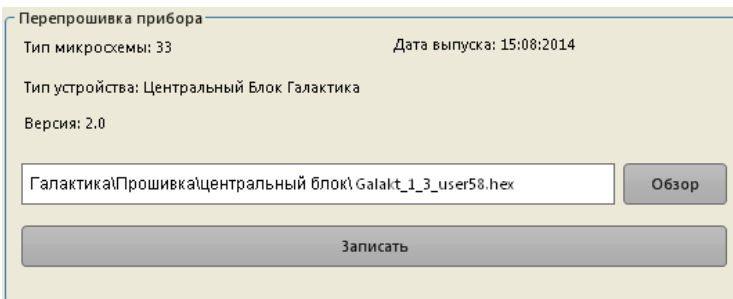 Перепрошивка прибора
Тип микросхемы: 33 Дата выпуска: 15:08:2014
Тип устройства: Центральный Блок Галактика
Версия: 2.0
Галактика\Прошивка\центральный блок\ Galakt_1_3_user58.hex Обзор
Записать